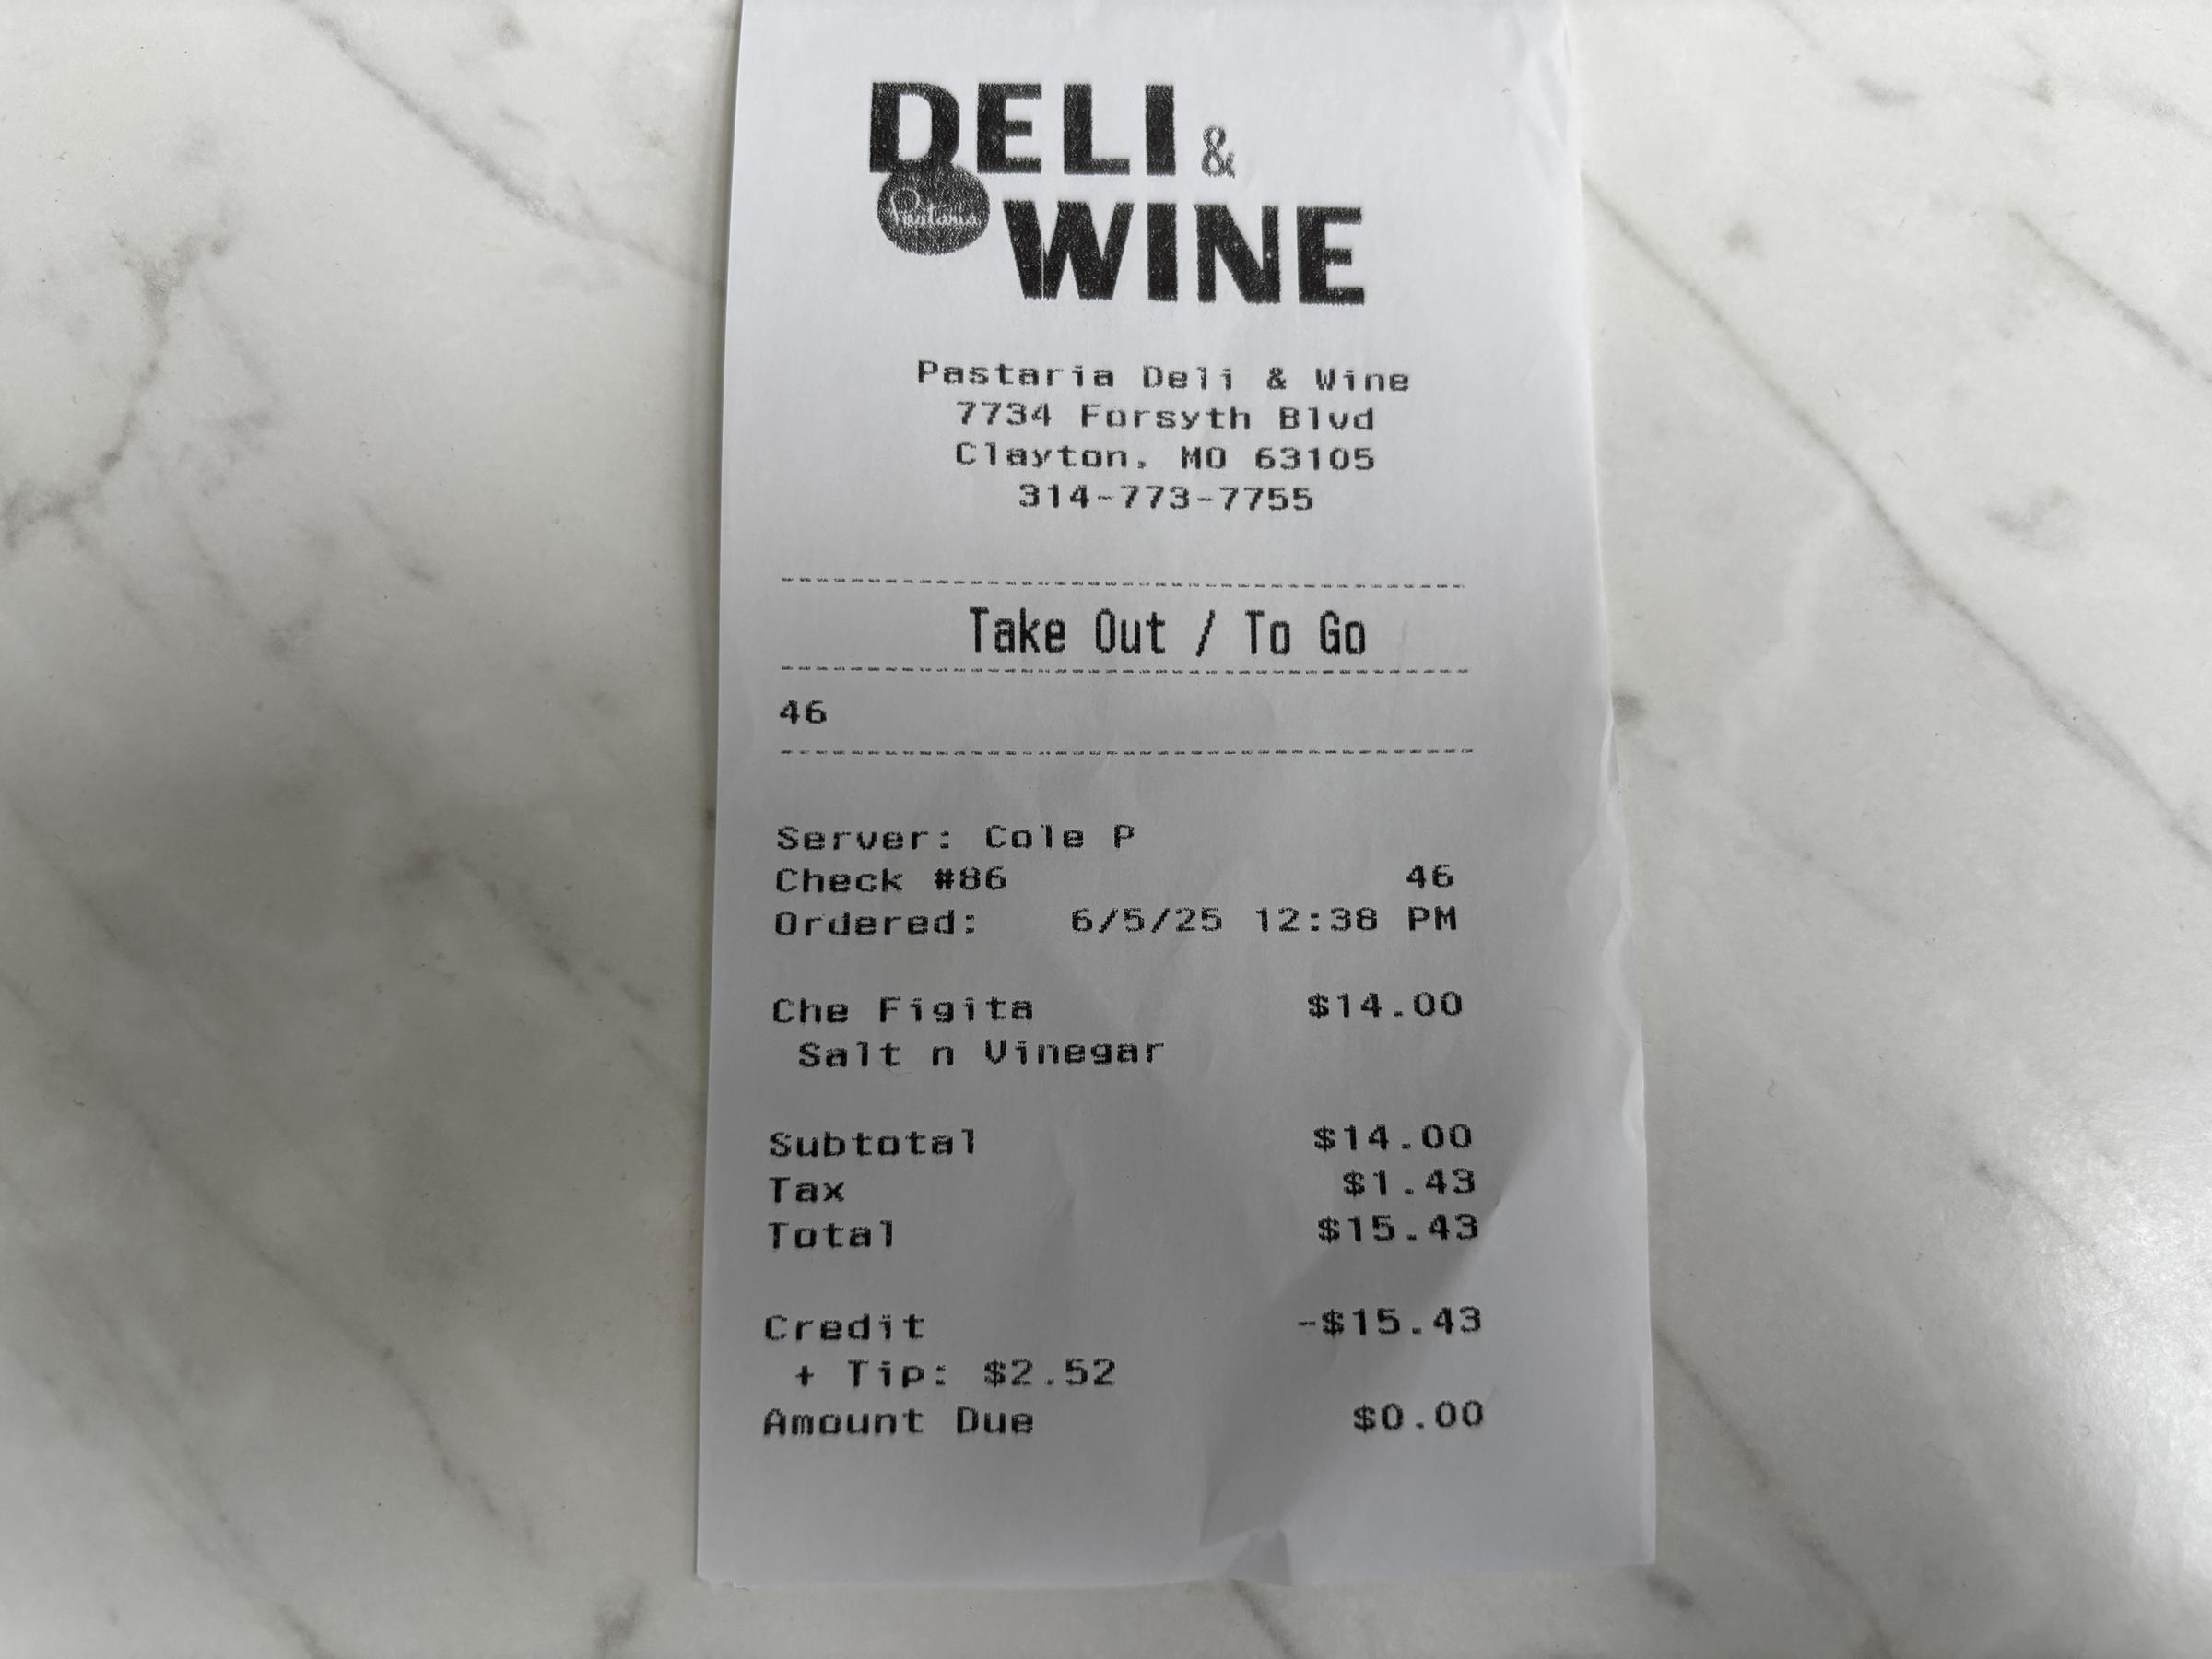 DELI &
Pastaria
WINE
Pastaria Deli & Wine
7734 Forsyth Blvd
Clayton, MO 63105
314-773-7755
Take Out / To Go
46
Server: Cole P
Check #86 46
Ordered: 6/5/25 12:38 PM
Che Figita $14.00
Salt n Vinegar
Subtotal $14.00
Tax $1.43
Total $15.43
Credit -$15.43
+ Tip: $2.52
Amount Due $0.00